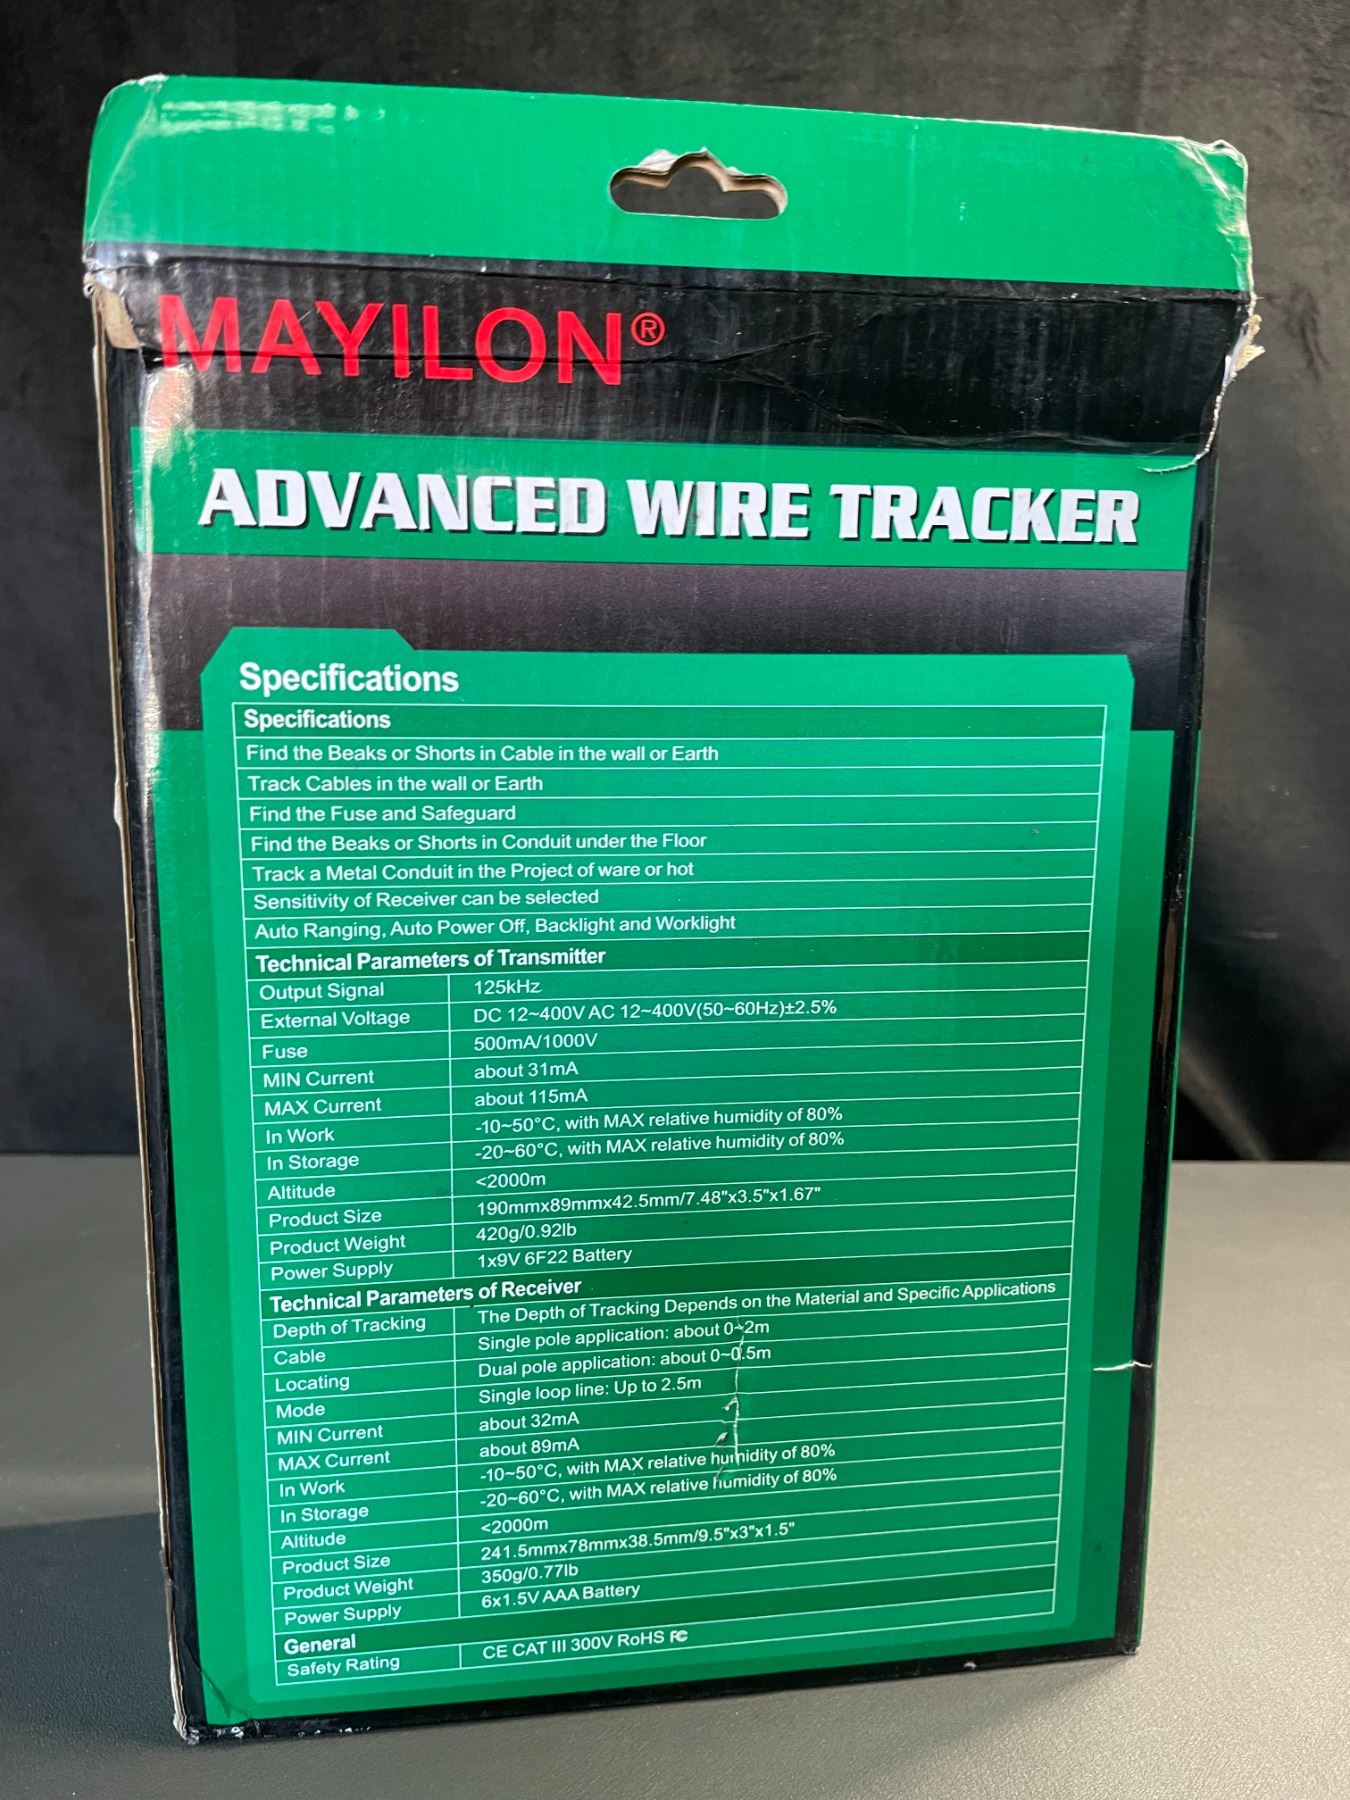 MAYILON®
ADVANCED WIRE TRACKER
Specifications
Specifications
Find the Beaks or Shorts in Cable in the wall or Earth
Track Cables in the wall or Earth
Find the Fuse and Safeguard
Find the Beaks or Shorts in Conduit under the Floor
Track a Metal Conduit in the Project of ware or hot
Sensitivity of Receiver can be selected
Auto Ranging, Auto Power Off, Backlight and Worklight
Technical Parameters of Transmitter
Output Signal 125kHz
External Voltage DC 12~400V AC 12~400V(50~60Hz)±2.5%
Fuse 500mA/1000V
MIN Current about 31mA
MAX Current about 115mA
In Work -10~50°C, with MAX relative humidity of 80%
In Storage -20~60°C, with MAX relative humidity of 80%
Altitude <2000m
Product Size 190mmx89mmx42.5mm/7.48"x3.5"x1.67"
Product Weight 420g/0.92lb
Power Supply 1x9V 6F22 Battery
Technical Parameters of Receiver
Depth of Tracking The Depth of Tracking Depends on the Material and Specific Applications
Cable Single pole application: about 0~2m
Locating Dual pole application: about 0~0.5m
Mode Single loop line: Up to 2.5m
MIN Current about 32mA
MAX Current about 89mA
In Work -10~50°C, with MAX relative humidity of 80%
In Storage -20~60°C, with MAX relative humidity of 80%
Altitude <2000m
Product Size 241.5mmx78mmx38.5mm/9.5"x3"x1.5"
Product Weight 350g/0.77lb
Power Supply 6x1.5V AAA Battery
General
Safety Rating CE CAT III 300V RoHS FC